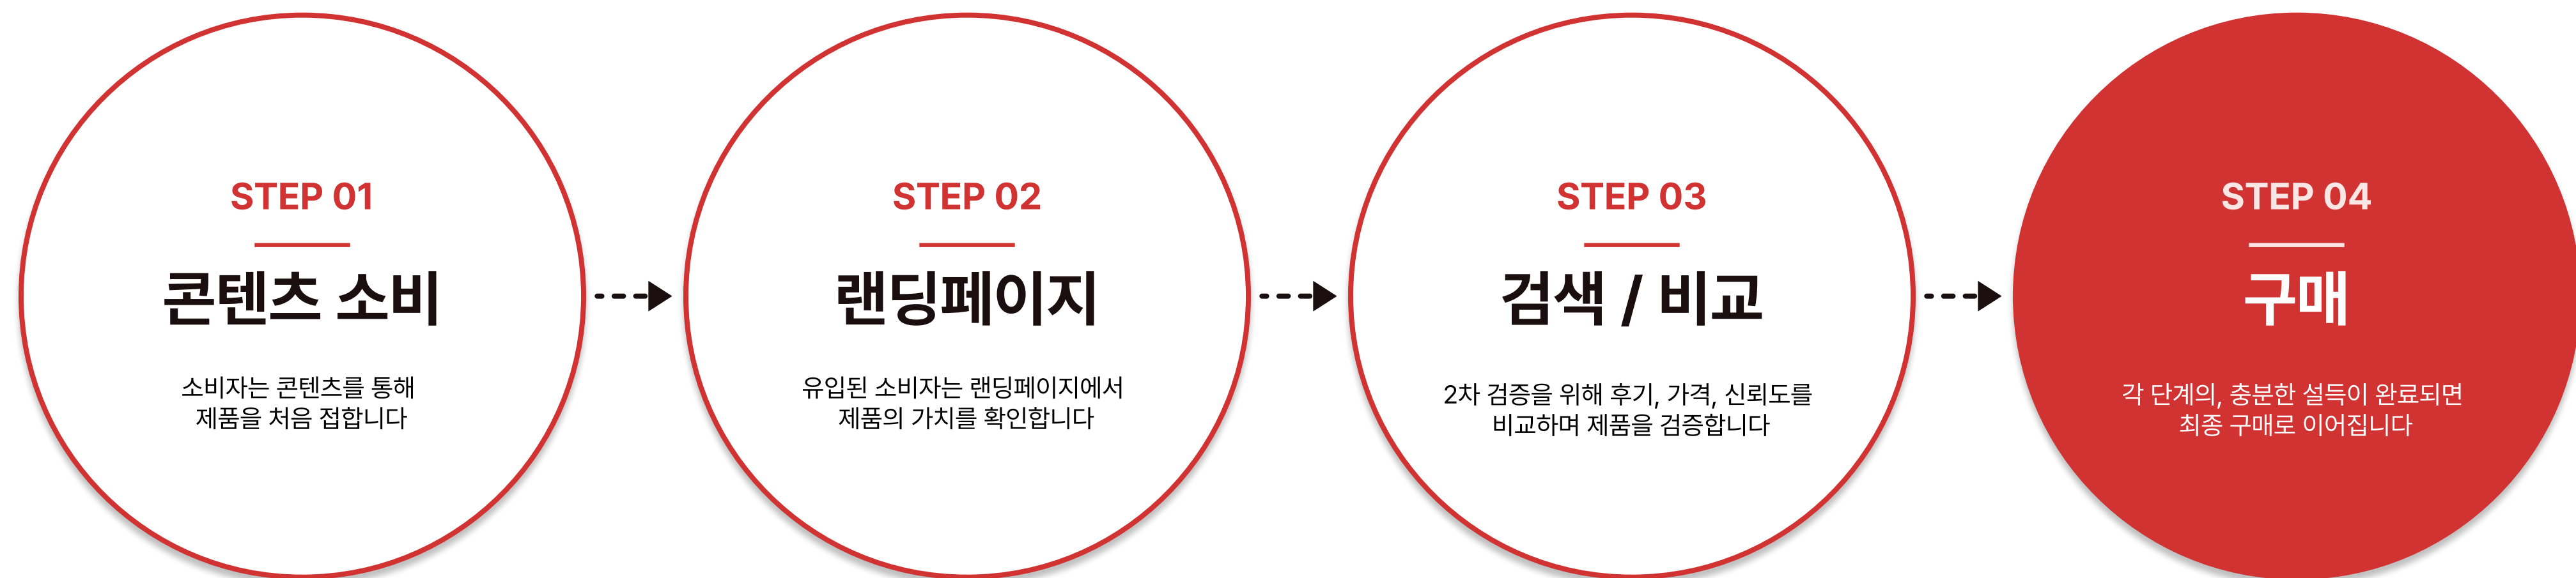 STEP 01
콘텐츠 소비
소비자는 콘텐츠를 통해
제품을 처음 접합니다
STEP 02
랜딩페이지
유입된 소비자는 랜딩페이지에서
제품의 가치를 확인합니다
STEP 03
검색 / 비교
2차 검증을 위해 후기, 가격, 신뢰도를
비교하며 제품을 검증합니다
STEP 04
구매
각 단계의, 충분한 설득이 완료되면
최종 구매로 이어집니다